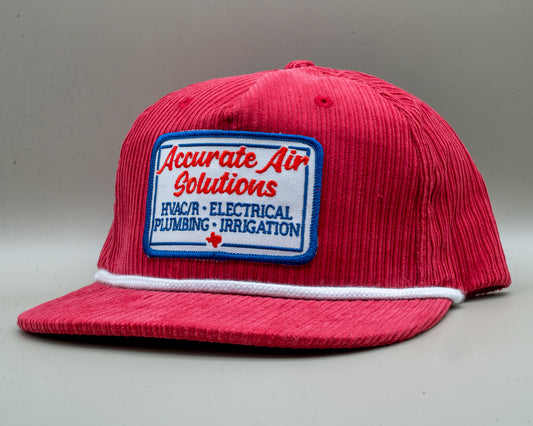 Accurate Air
Solutions
HVAC/R • ELECTRICAL
PLUMBING • IRRIGATION